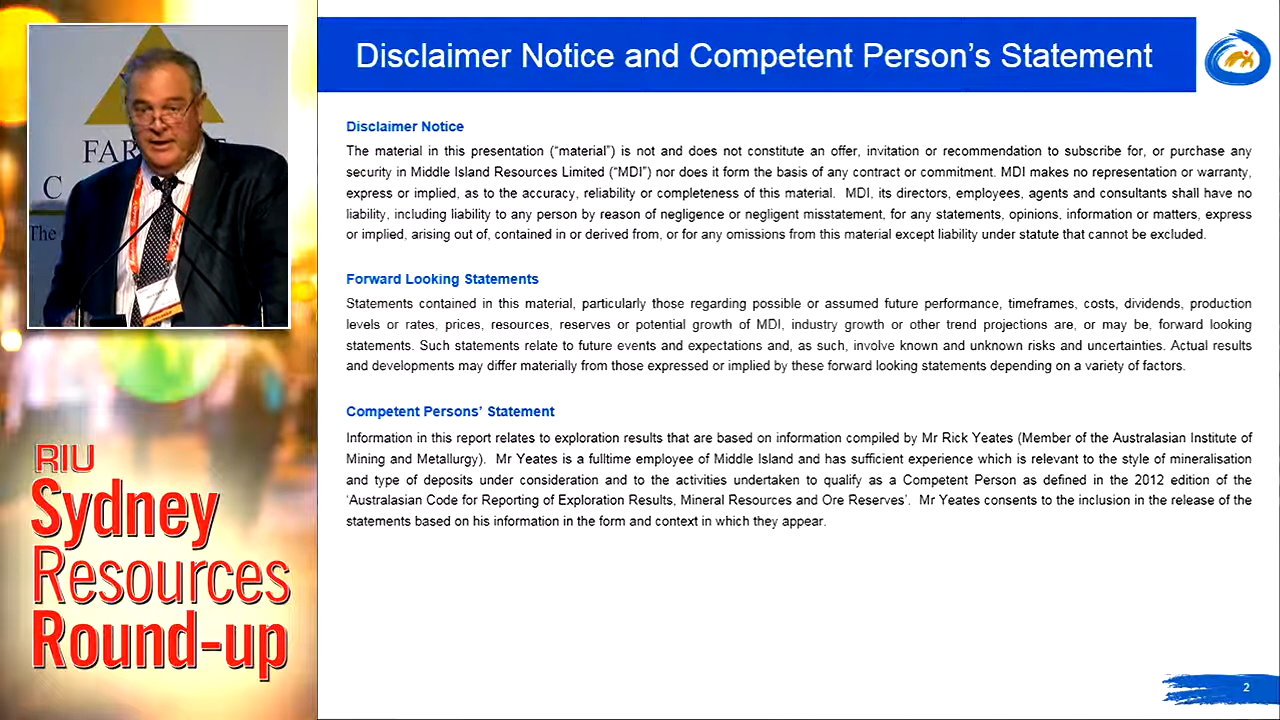 Disclaimer Notice and Competent Person's Statement
Disclaimer Notice
The material in this presentation (“material”) is not and does not constitute an offer, invitation or recommendation to subscribe for, or purchase any
security in Middle Island Resources Limited (“MDI”) nor does it form the basis of any contract or commitment. MDI makes no representation or warranty,
express or implied, as to the accuracy, reliability or completeness of this material. MDI, its directors, employees, agents and consultants shall have no
liability, including liability to any person by reason of negligence or negligent misstatement, for any statements, opinions, information or matters, express
or implied, arising out of, contained in or derived from, or for any omissions from this material except liability under statute that cannot be excluded.
Forward Looking Statements
Statements contained in this material, particularly those regarding possible or assumed future performance, timeframes, costs, dividends, production
levels or rates, prices, resources, reserves or potential growth of MDI, industry growth or other trend projections are, or may be, forward looking
statements. Such statements relate to future events and expectations and, as such, involve known and unknown risks and uncertainties. Actual results
and developments may differ materially from those expressed or implied by these forward looking statements depending on a variety of factors.
Competent Persons’ Statement
Information in this report relates to exploration results that are based on information compiled by Mr Rick Yeates (Member of the Australasian Institute of
Mining and Metallurgy). Mr Yeates is a fulltime employee of Middle Island and has sufficient experience which is relevant to the style of mineralisation
and type of deposits under consideration and to the activities undertaken to qualify as a Competent Person as defined in the 2012 edition of the
‘Australasian Code for Reporting of Exploration Results, Mineral Resources and Ore Reserves’. Mr Yeates consents to the inclusion in the release of the
statements based on his information in the form and context in which they appear.
2
The
RIU
Sydney
Resources
Round-up